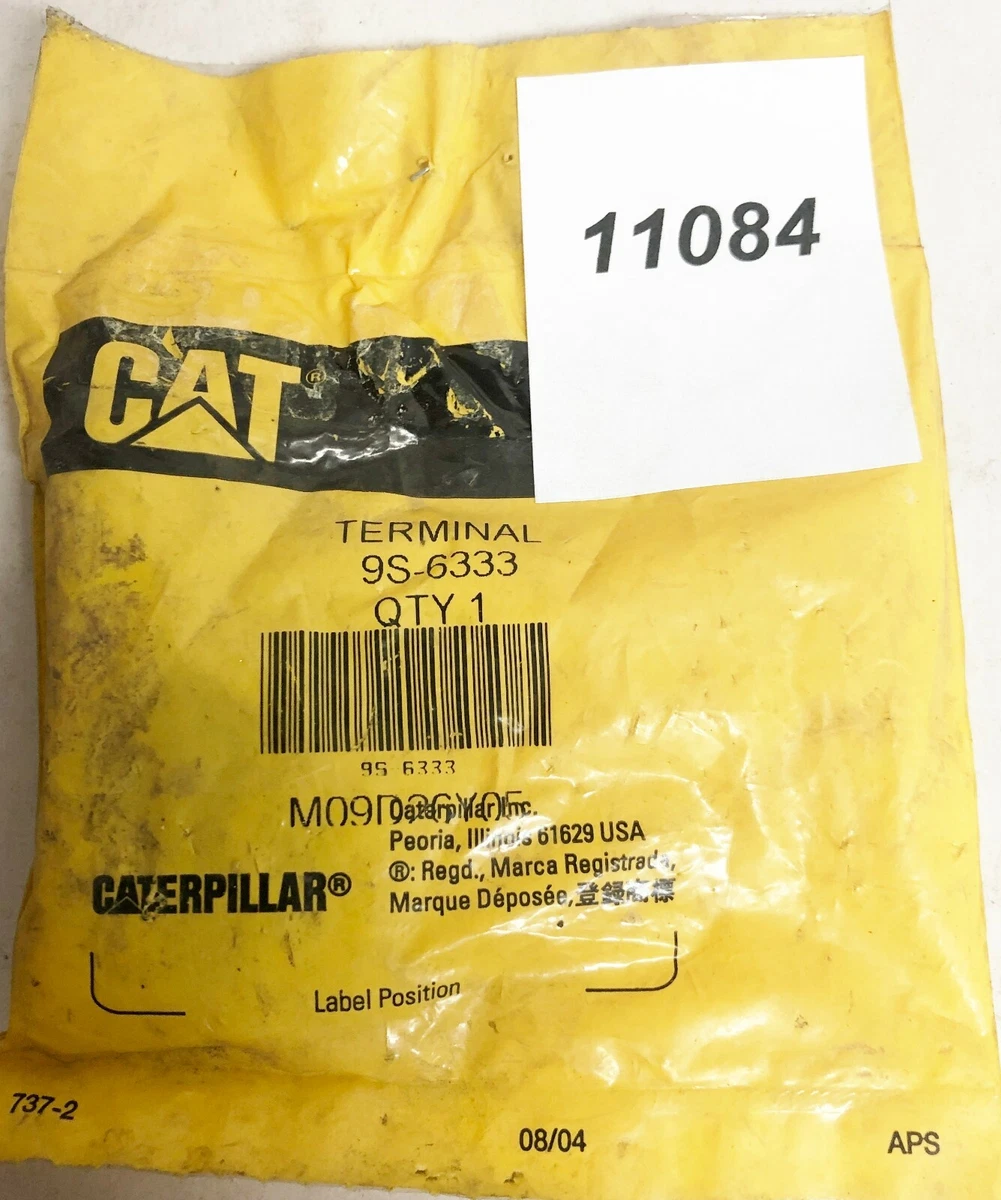 11084
CAT®
TERMINAL
9S-6333
QTY 1
9S 6333
M09D26Y05
Caterpillar Inc.
Peoria, Illinois 61629 USA
®: Regd., Marca Registrada,
Marque Déposée,登録商標
CATERPILLAR®
Label Position
737-2
08/04
APS